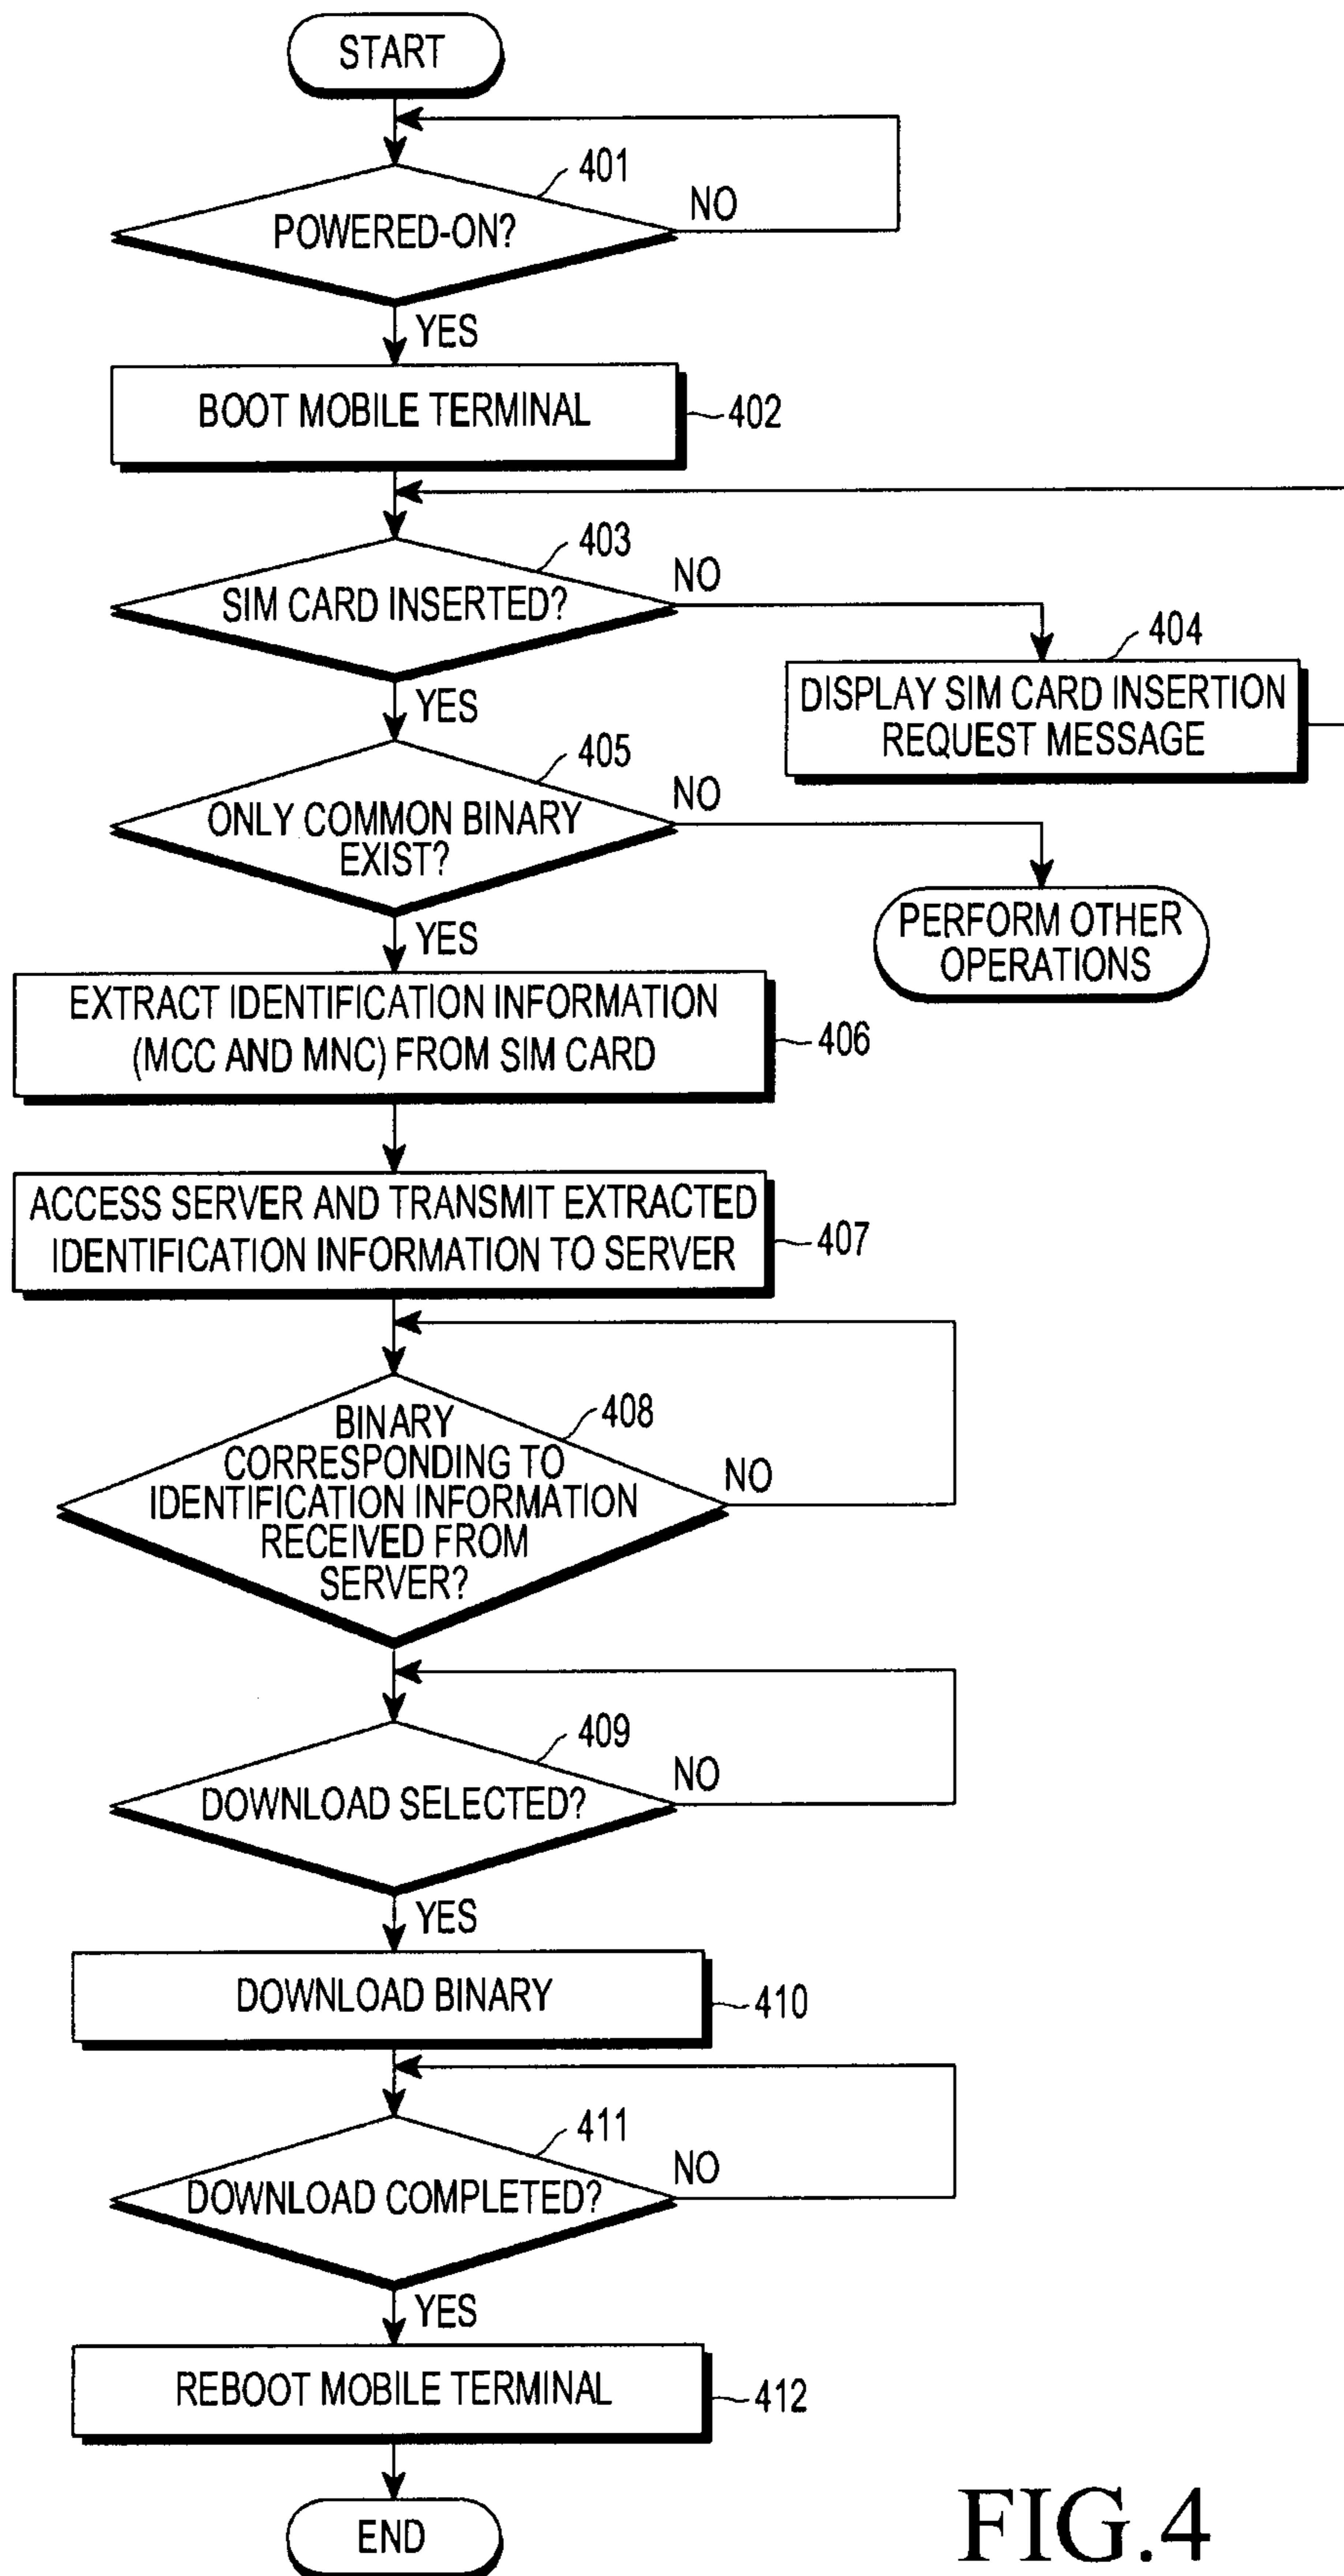 START
401
POWERED-ON?
NO
YES
BOOT MOBILE TERMINAL
402
403
SIM CARD INSERTED?
NO
404
DISPLAY SIM CARD INSERTION
REQUEST MESSAGE
YES
405
ONLY COMMON BINARY
EXIST?
NO
PERFORM OTHER
OPERATIONS
YES
EXTRACT IDENTIFICATION INFORMATION
(MCC AND MNC) FROM SIM CARD
406
ACCESS SERVER AND TRANSMIT EXTRACTED
IDENTIFICATION INFORMATION TO SERVER
407
408
BINARY
CORRESPONDING TO
IDENTIFICATION INFORMATION
RECEIVED FROM
SERVER?
NO
409
DOWNLOAD SELECTED?
NO
YES
DOWNLOAD BINARY
410
411
DOWNLOAD COMPLETED?
NO
YES
REBOOT MOBILE TERMINAL
412
END
FIG.4